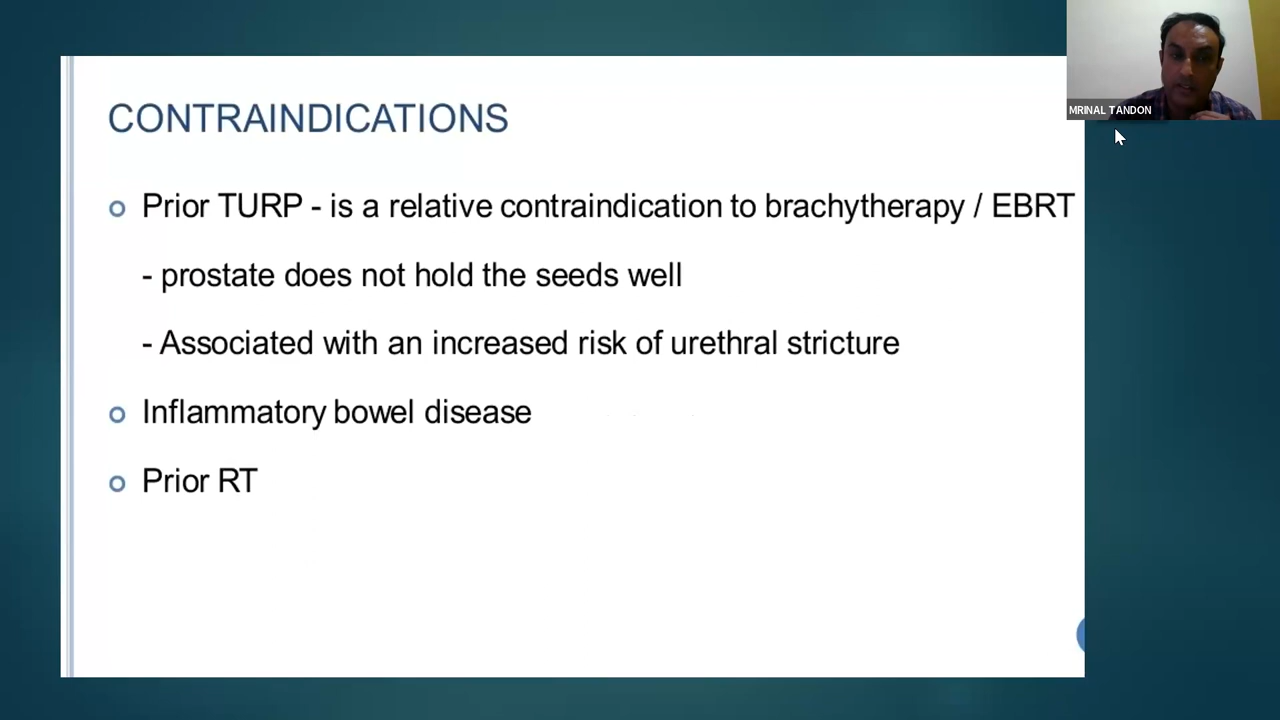 CONTRAINDICATIONS
Prior TURP - is a relative contraindication to brachytherapy / EBRT
- prostate does not hold the seeds well
- Associated with an increased risk of urethral stricture
Inflammatory bowel disease
Prior RT
MRINAL TANDON